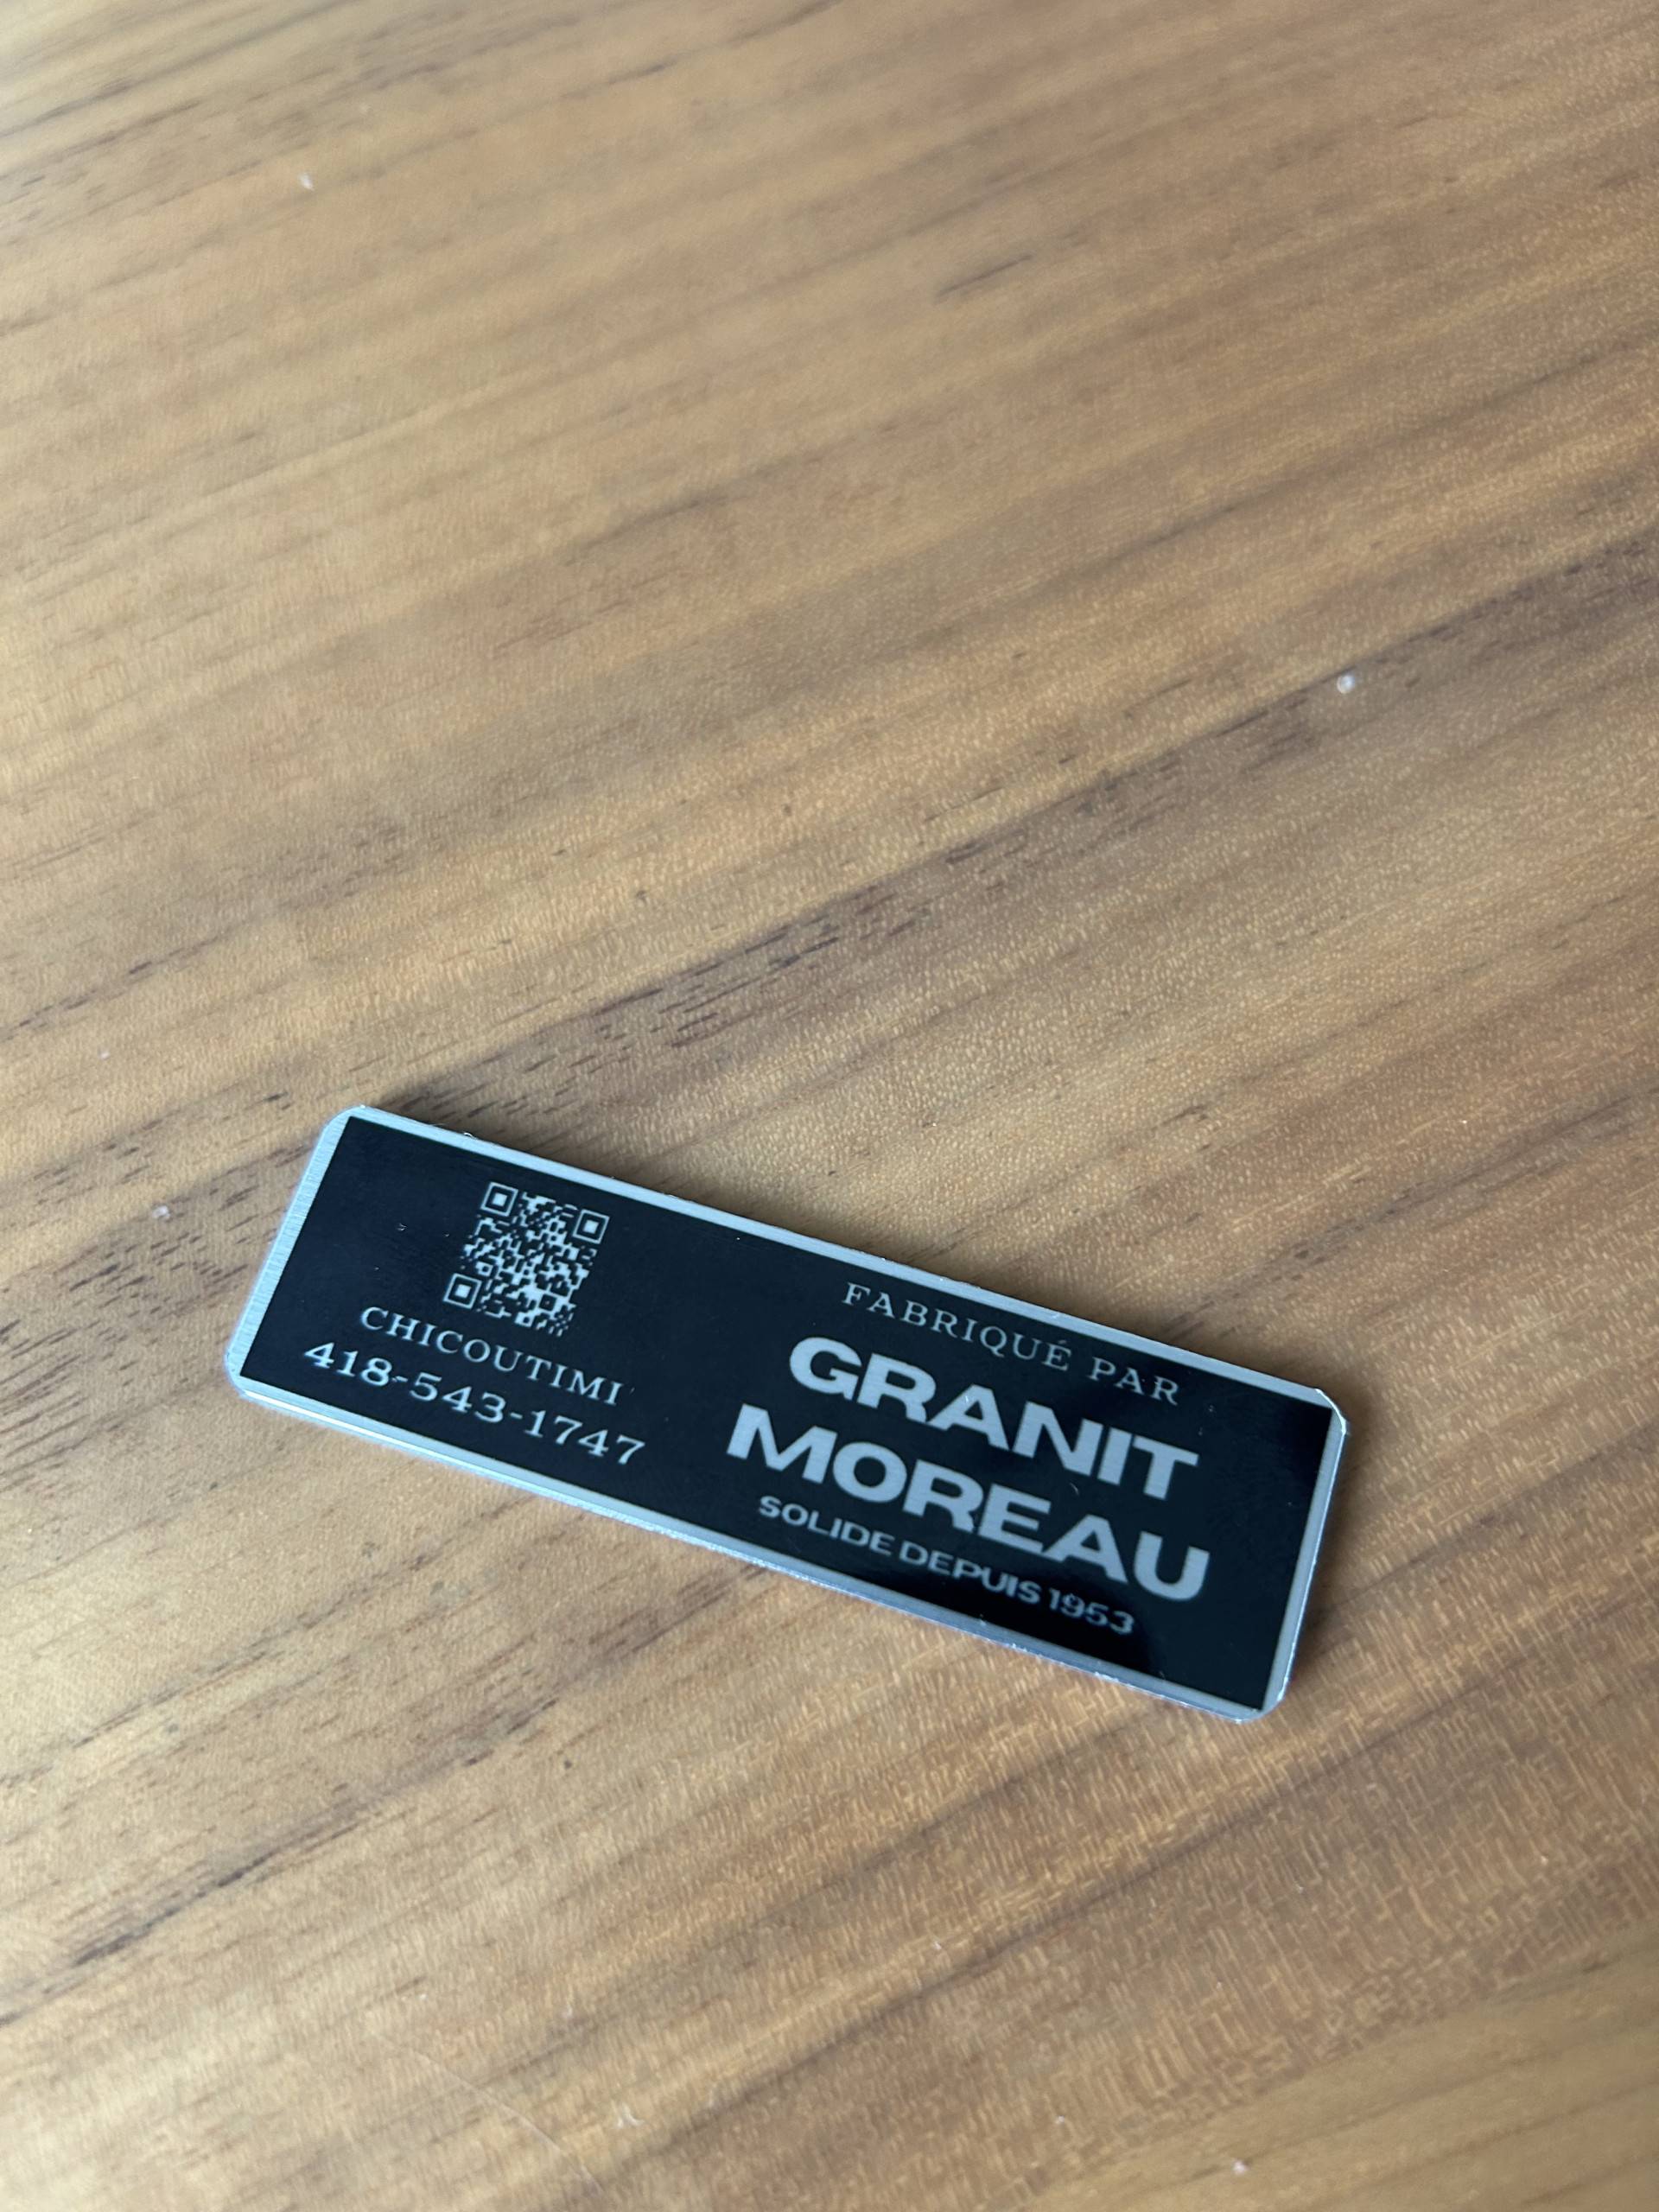 CHICOUTIMI
418-543-1747
FABRIQUÉ PAR
GRANIT
MOREAU
SOLIDE DEPUIS 1953